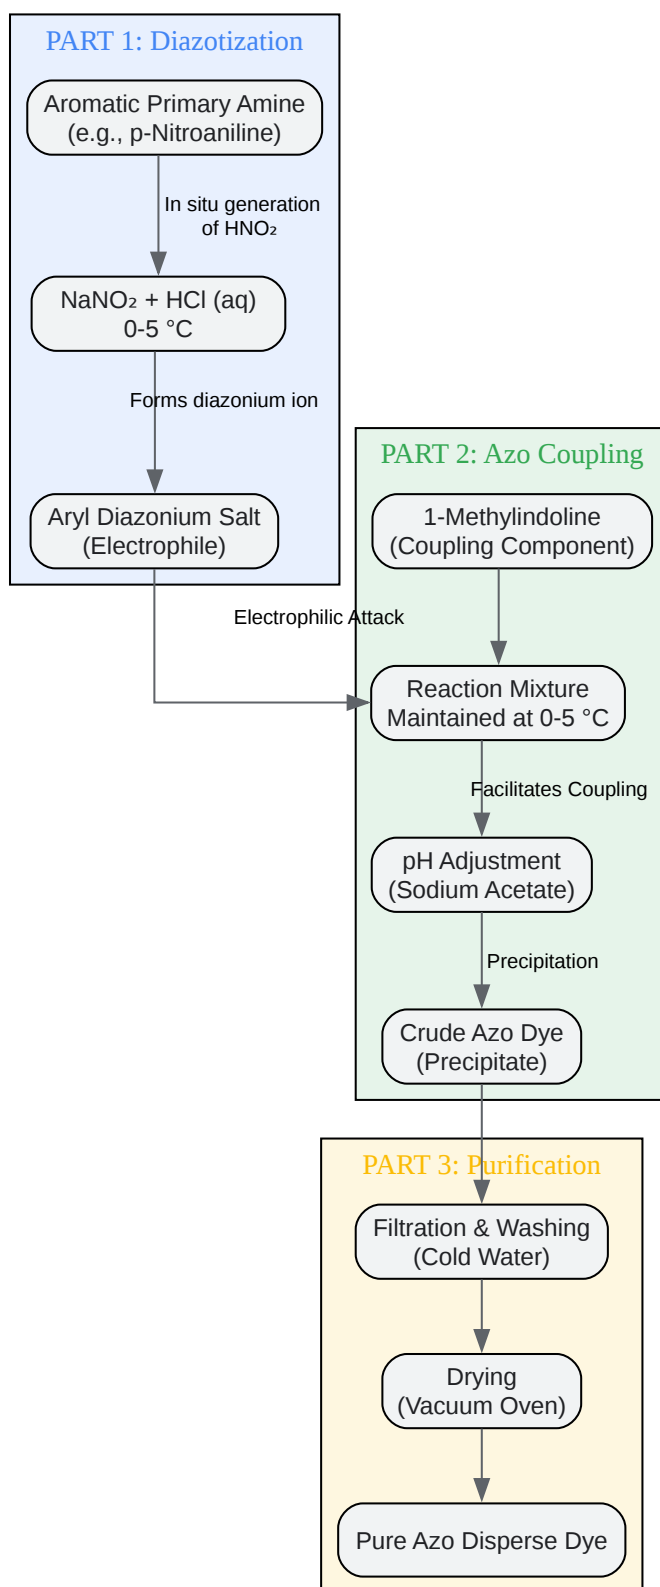 PART 1: Diazotization
Aromatic Primary Amine
(e.g., p-Nitroaniline)
In situ generation
of HNO₂
NaNO₂ + HCl (aq)
0-5 °C
Forms diazonium ion
Aryl Diazonium Salt
(Electrophile)
PART 2: Azo Coupling
1-Methylindoline
(Coupling Component)
Electrophilic Attack
Reaction Mixture
Maintained at 0-5 °C
Facilitates Coupling
pH Adjustment
(Sodium Acetate)
Precipitation
Crude Azo Dye
(Precipitate)
PART 3: Purification
Filtration & Washing
(Cold Water)
Drying
(Vacuum Oven)
Pure Azo Disperse Dye